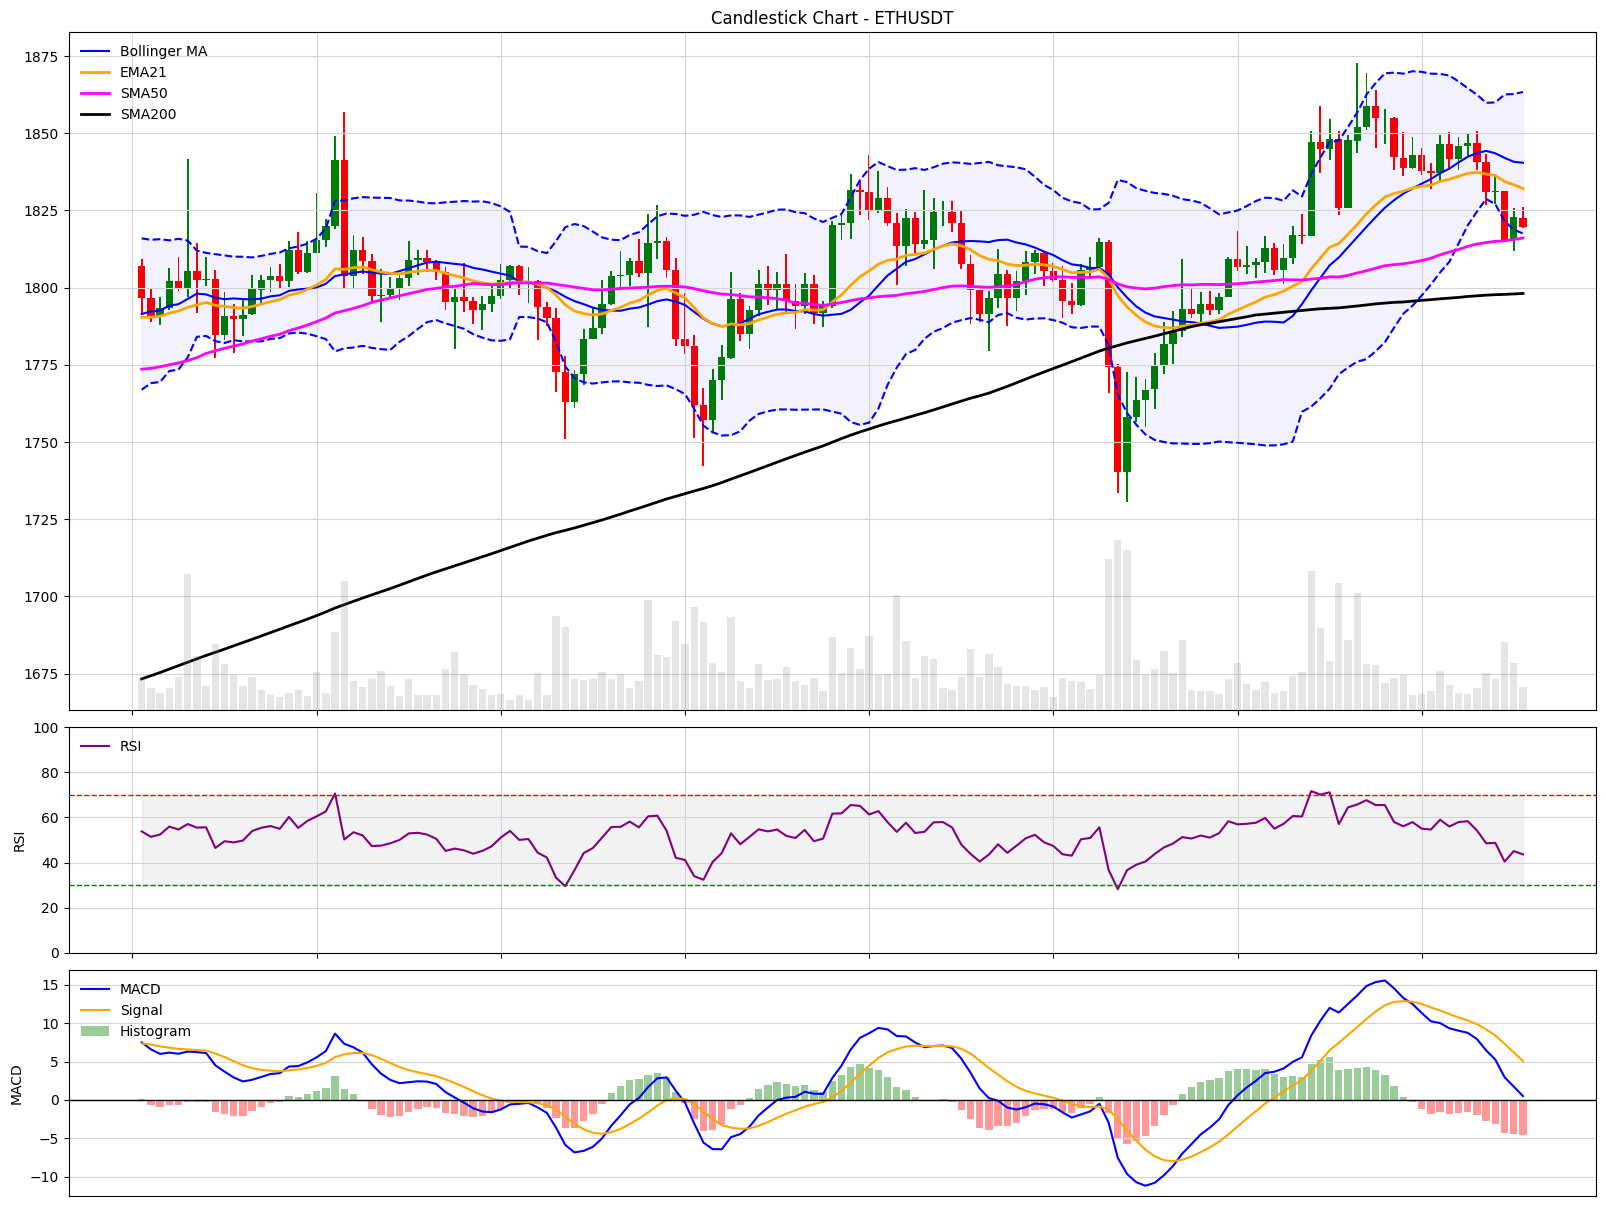 Candlestick Chart - ETHUSDT
Bollinger MA
EMA21
SMA50
SMA200
1875
1850
1825
1800
1775
1750
1725
1700
1675
RSI
RSI
100
80
60
40
20
0
MACD
Signal
Histogram
MACD
15
10
5
0
−5
−10